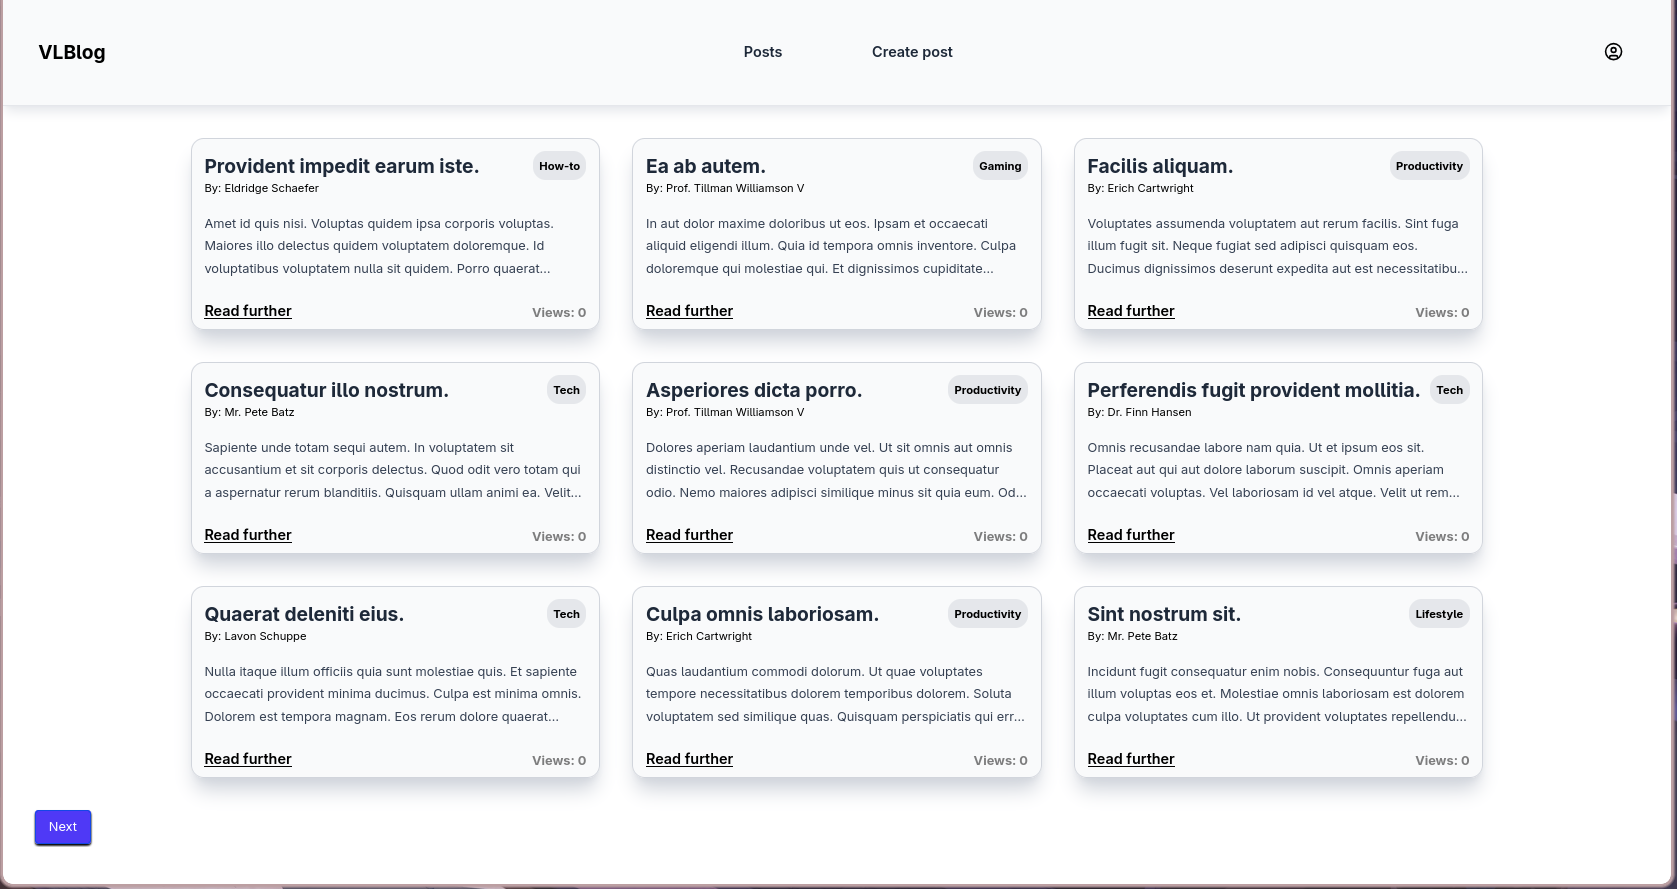 VLBlog
Posts
Create post
Provident impedit earum iste.
How-to
By: Eldridge Schaefer
Amet id quis nisi. Voluptas quidem ipsa corporis voluptas.
Maiores illo delectus quidem voluptatem doloremque. Id
voluptatibus voluptatem nulla sit quidem. Porro quaerat...
Read further
Views: 0
Ea ab autem.
Gaming
By: Prof. Tillman Williamson V
In aut dolor maxime doloribus ut eos. Ipsam et occaecati
aliquid eligendi illum. Quia id tempora omnis inventore. Culpa
doloremque qui molestiae qui. Et dignissimos cupiditate...
Read further
Views: 0
Facilis aliquam.
Productivity
By: Erich Cartwright
Voluptates assumenda voluptatem aut rerum facilis. Sint fuga
illum fugit sit. Neque fugiat sed adipisci quisquam eos.
Ducimus dignissimos deserunt expedita aut est necessitatibu...
Read further
Views: 0
Consequatur illo nostrum.
Tech
By: Mr. Pete Batz
Sapiente unde totam sequi autem. In voluptatem sit
accusantium et sit corporis delectus. Quod odit vero totam qui
a aspernatur rerum blanditiis. Quisquam ullam animi ea. Velit...
Read further
Views: 0
Asperiores dicta porro.
Productivity
By: Prof. Tillman Williamson V
Dolores aperiam laudantium unde vel. Ut sit omnis aut omnis
distinctio vel. Recusandae voluptatem quis ut consequatur
odio. Nemo maiores adipisci similique minus sit quia eum. Od...
Read further
Views: 0
Perferendis fugit provident mollitia.
Tech
By: Dr. Finn Hansen
Omnis recusandae labore nam quia. Ut et ipsum eos sit.
Placeat aut qui aut dolore laborum suscipit. Omnis aperiam
occaecati voluptas. Vel laboriosam id vel atque. Velit ut rem...
Read further
Views: 0
Quaerat deleniti eius.
Tech
By: Lavon Schuppe
Nulla itaque illum officiis quia sunt molestiae quis. Et sapiente
occaecati provident minima ducimus. Culpa est minima omnis.
Dolorem est tempora magnam. Eos rerum dolore quaerat...
Read further
Views: 0
Culpa omnis laboriosam.
Productivity
By: Erich Cartwright
Quas laudantium commodi dolorum. Ut quae voluptates
tempore necessitatibus dolorem temporibus dolorem. Soluta
voluptatem sed similique quas. Quisquam perspiciatis qui err...
Read further
Views: 0
Sint nostrum sit.
Lifestyle
By: Mr. Pete Batz
Incidunt fugit consequatur enim nobis. Consequuntur fuga aut
illum voluptas eos et. Molestiae omnis laboriosam est dolorem
culpa voluptates cum illo. Ut provident voluptates repellendu...
Read further
Views: 0
Next